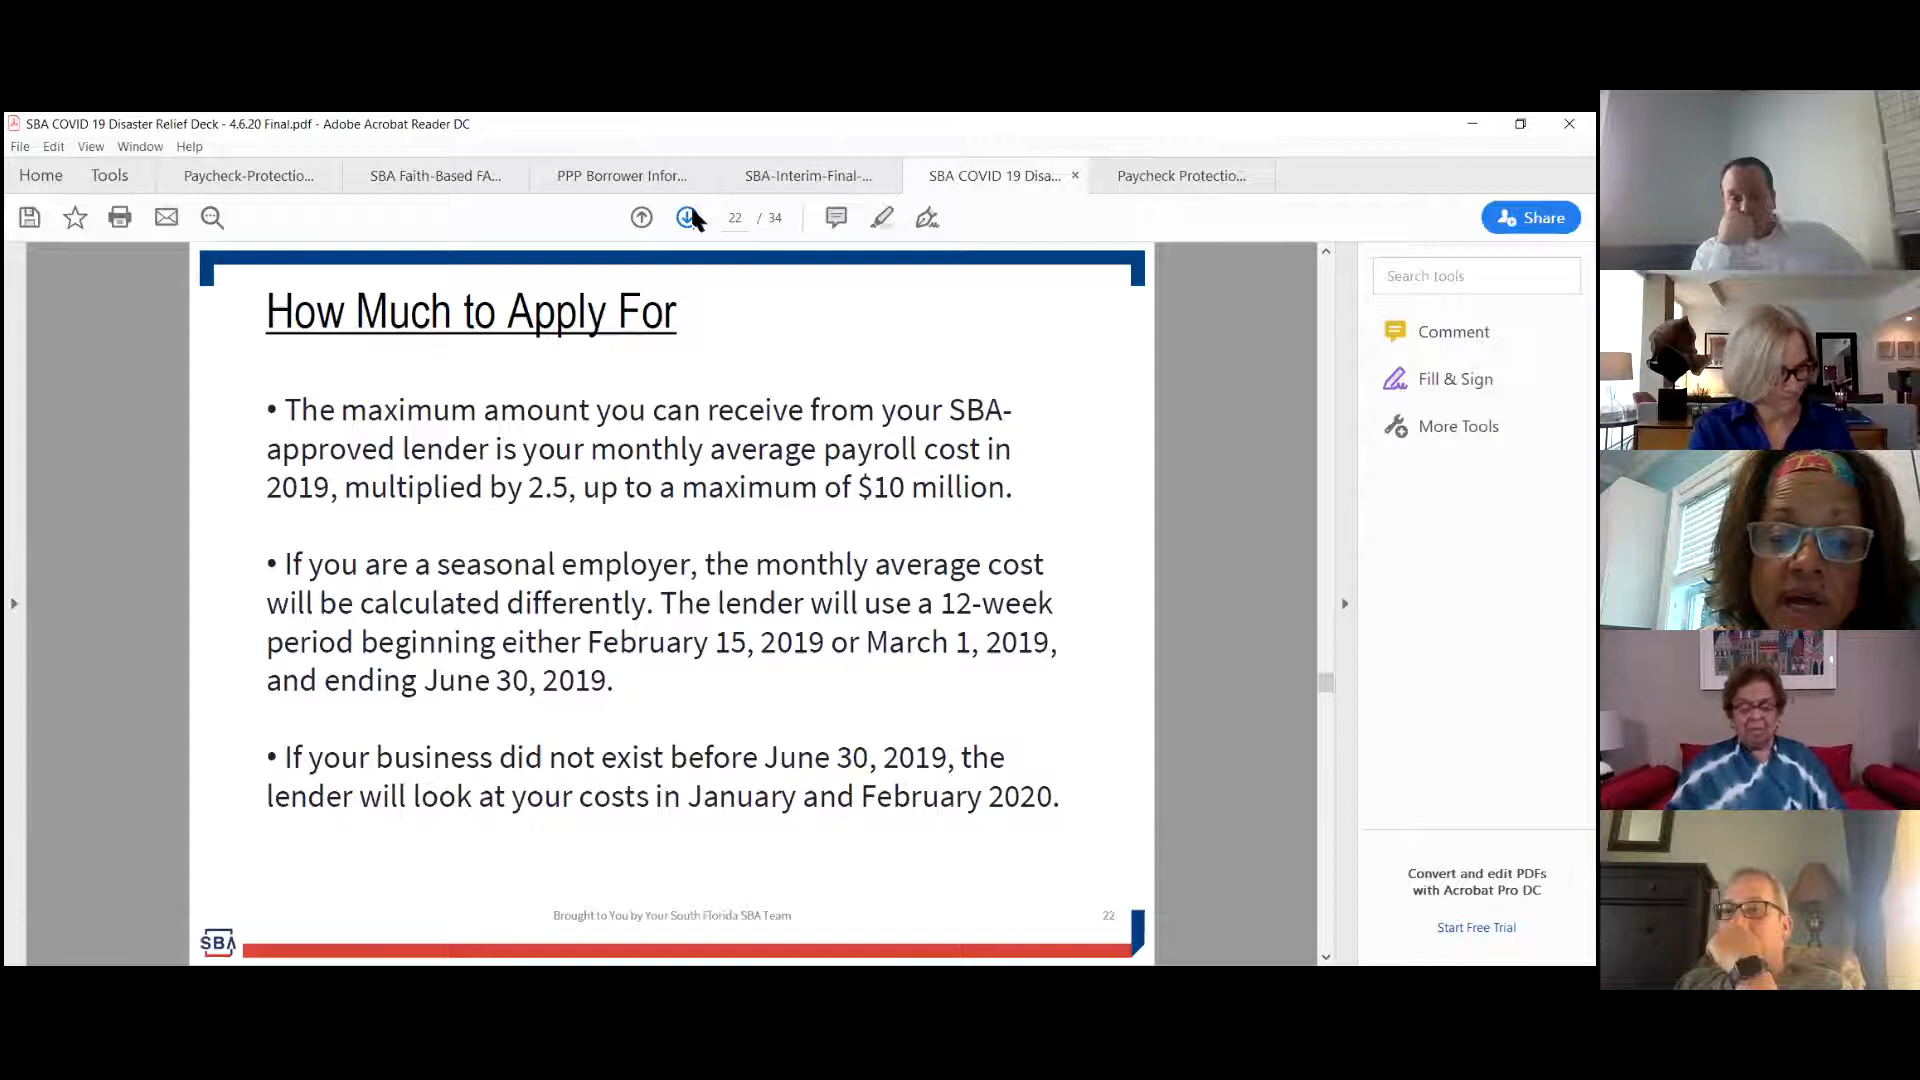 SBA COVID 19 Disaster Relief Deck - 4.6.20 Final.pdf - Adobe Acrobat Reader DC
File Edit View Window Help
Home Tools Paycheck-Protectio... SBA Faith-Based FA... PPP Borrower Infor... SBA-Interim-Final-... SBA COVID 19 Disa... × Paycheck Protectio...
22 / 34 Share
How Much to Apply For
• The maximum amount you can receive from your SBA-
approved lender is your monthly average payroll cost in
2019, multiplied by 2.5, up to a maximum of $10 million.
• If you are a seasonal employer, the monthly average cost
will be calculated differently. The lender will use a 12-week
period beginning either February 15, 2019 or March 1, 2019,
and ending June 30, 2019.
• If your business did not exist before June 30, 2019, the
lender will look at your costs in January and February 2020.
Brought to You by Your South Florida SBA Team
22
SBA
Search tools
Comment
Fill & Sign
More Tools
Convert and edit PDFs
with Acrobat Pro DC
Start Free Trial